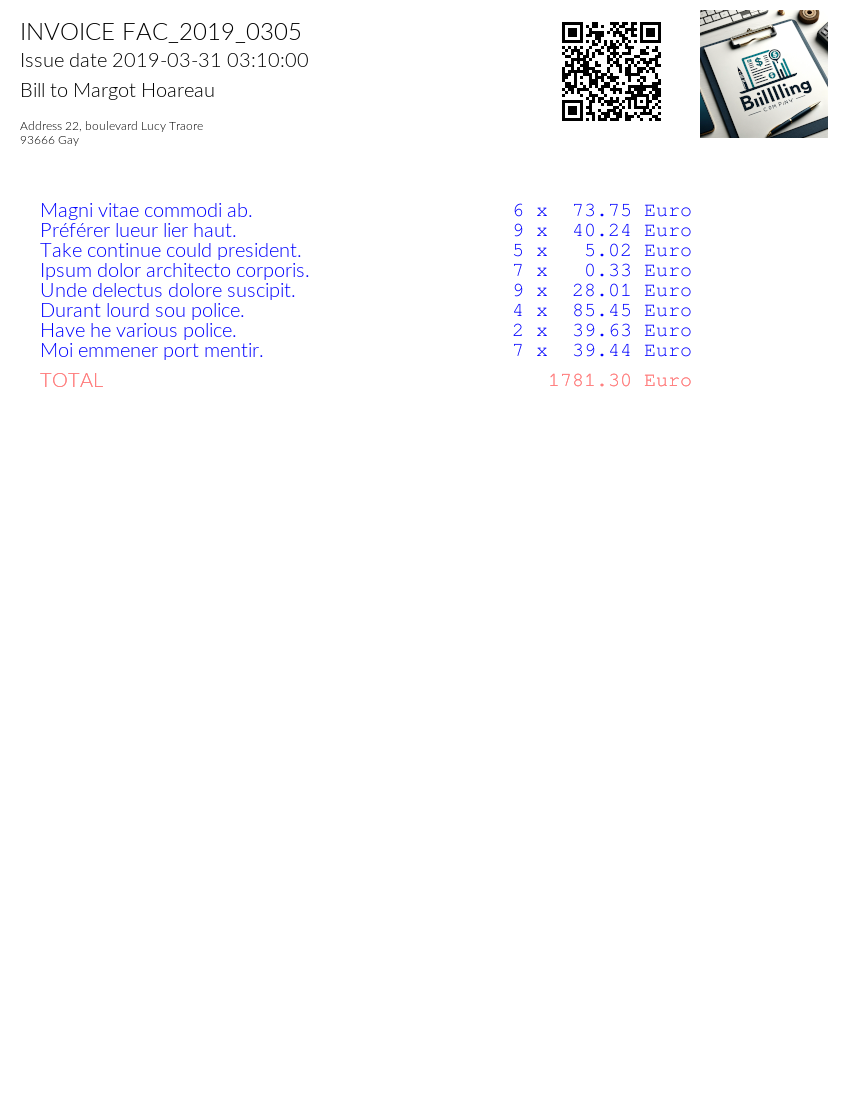 INVOICE FAC_2019_0305
Issue date 2019-03-31 03:10:00
Bill to Margot Hoareau
Address 22, boulevard Lucy Traore
93666 Gay
Biillling
COMPANY
Magni vitae commodi ab. 6 x 73.75 Euro
Préférer lueur lier haut. 9 x 40.24 Euro
Take continue could president. 5 x 5.02 Euro
Ipsum dolor architecto corporis. 7 x 0.33 Euro
Unde delectus dolore suscipit. 9 x 28.01 Euro
Durant lourd sou police. 4 x 85.45 Euro
Have he various police. 2 x 39.63 Euro
Moi emmener port mentir. 7 x 39.44 Euro
TOTAL 1781.30 Euro